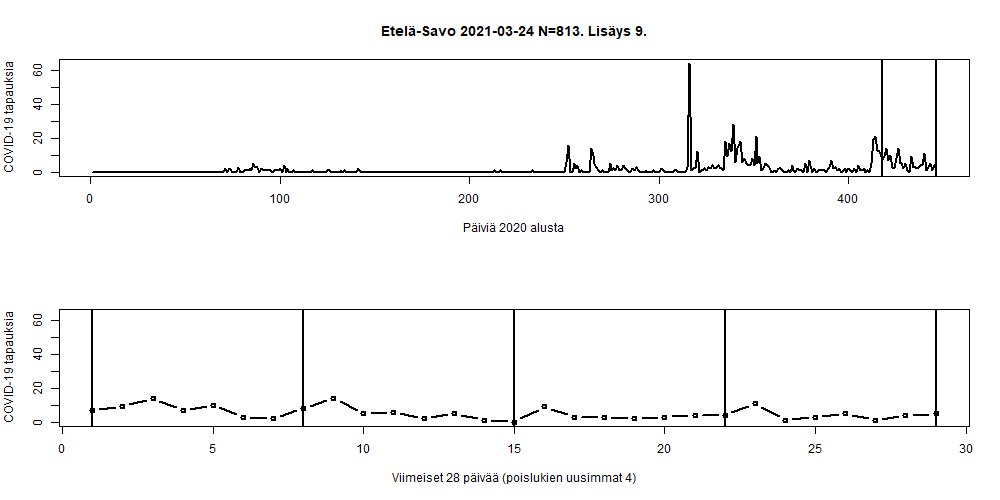 Etelä-Savo 2021-03-24 N=813. Lisäys 9.
COVID-19 tapauksia
60
40
20
0
0 100 200 300 400
Päiviä 2020 alusta
COVID-19 tapauksia
60
40
20
0
0 5 10 15 20 25 30
Viimeiset 28 päivää (poislukien uusimmat 4)